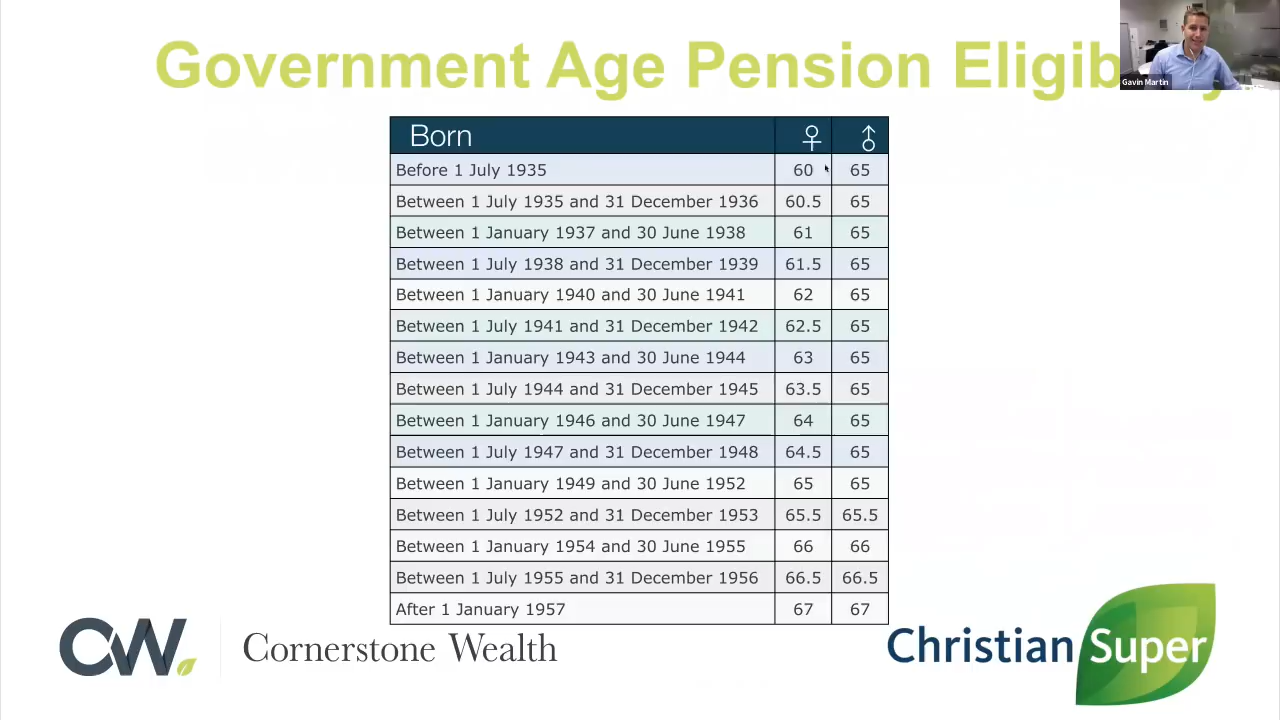 Government Age Pension Eligib
Gavin Martin
Born ♀ ♂
Before 1 July 1935 60 65
Between 1 July 1935 and 31 December 1936 60.5 65
Between 1 January 1937 and 30 June 1938 61 65
Between 1 July 1938 and 31 December 1939 61.5 65
Between 1 January 1940 and 30 June 1941 62 65
Between 1 July 1941 and 31 December 1942 62.5 65
Between 1 January 1943 and 30 June 1944 63 65
Between 1 July 1944 and 31 December 1945 63.5 65
Between 1 January 1946 and 30 June 1947 64 65
Between 1 July 1947 and 31 December 1948 64.5 65
Between 1 January 1949 and 30 June 1952 65 65
Between 1 July 1952 and 31 December 1953 65.5 65.5
Between 1 January 1954 and 30 June 1955 66 66
Between 1 July 1955 and 31 December 1956 66.5 66.5
After 1 January 1957 67 67
CW. Cornerstone Wealth
Christian Super